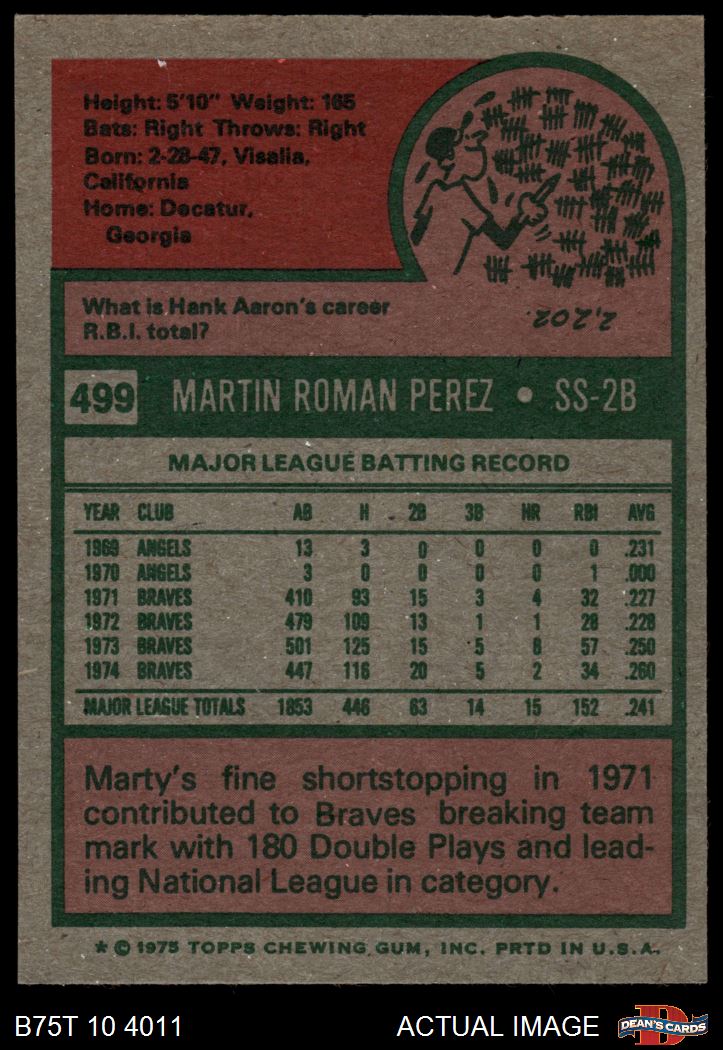 Height: 5'10" Weight: 165
Bats: Right Throws: Right
Born: 2-28-47, Visalia,
California
Home: Decatur,
Georgia
What is Hank Aaron's career
R.B.I. total?
2,202.
499 MARTIN ROMAN PEREZ • SS-2B
MAJOR LEAGUE BATTING RECORD
YEAR CLUB AB H 2B 3B HR RBI AVG
1969 ANGELS 13 3 0 0 0 0 .231
1970 ANGELS 3 0 0 0 0 1 .000
1971 BRAVES 410 93 15 3 4 32 .227
1972 BRAVES 479 109 13 1 1 28 .228
1973 BRAVES 501 125 15 5 8 57 .250
1974 BRAVES 447 116 20 5 2 34 .260
MAJOR LEAGUE TOTALS 1853 446 63 14 15 152 .241
Marty's fine shortstopping in 1971
contributed to Braves breaking team
mark with 180 Double Plays and lead-
ing National League in category.
* © 1975 TOPPS CHEWING GUM, INC. PRTD IN U.S.A.
B75T 10 4011 ACTUAL IMAGE DEAN'S CARDS